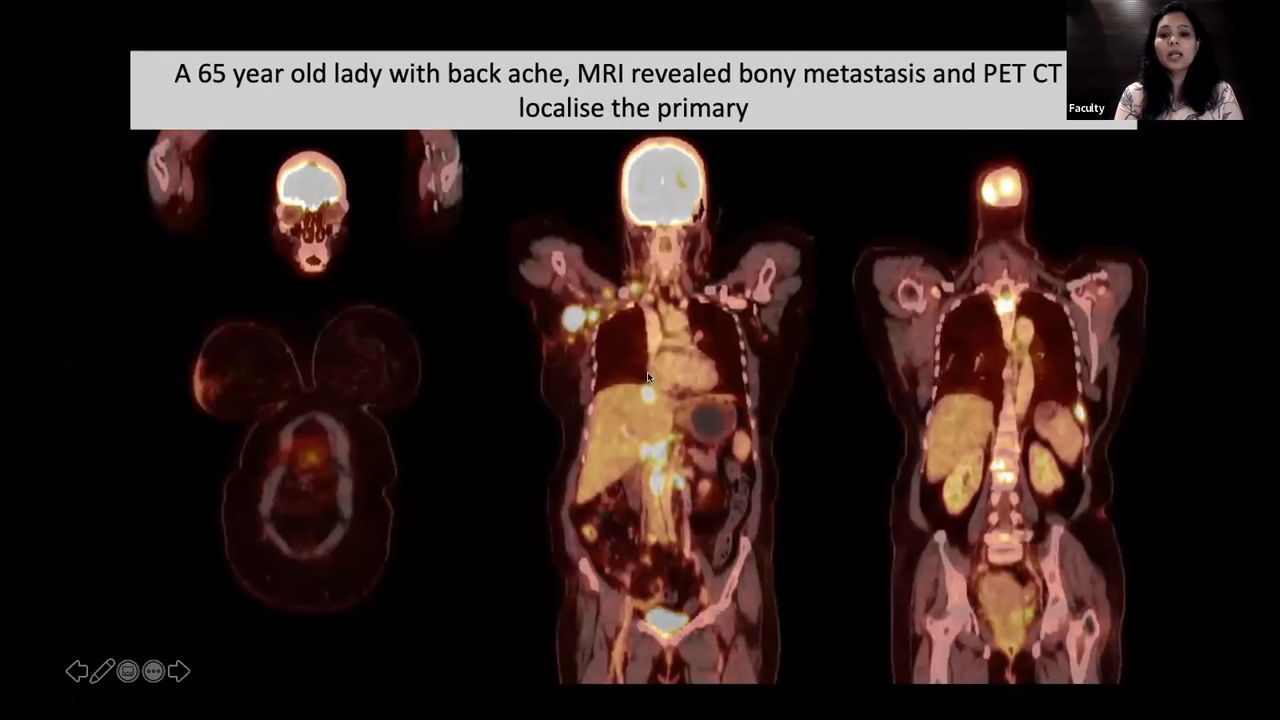 A 65 year old lady with back ache, MRI revealed bony metastasis and PET CT
localise the primary
Faculty